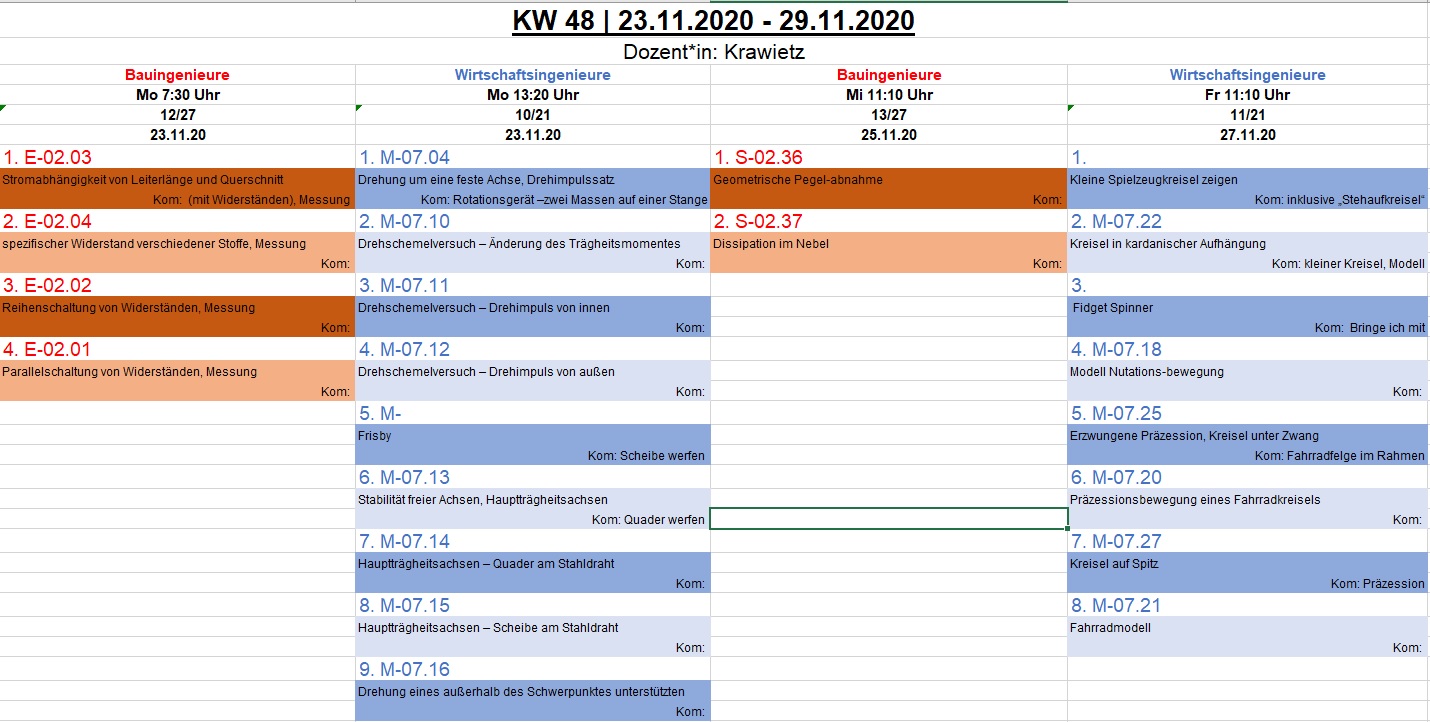 KW 48 | 23.11.2020 - 29.11.2020
Dozent*in: Krawietz
Bauingenieure
Mo 7:30 Uhr
12/27
23.11.20
1. E-02.03
Stromabhängigkeit von Leiterlänge und Querschnitt
Kom: (mit Widerständen), Messung
2. E-02.04
spezifischer Widerstand verschiedener Stoffe, Messung
Kom:
3. E-02.02
Reihenschaltung von Widerständen, Messung
Kom:
4. E-02.01
Parallelschaltung von Widerständen, Messung
Kom:
Wirtschaftsingenieure
Mo 13:20 Uhr
10/21
23.11.20
1. M-07.04
Drehung um eine feste Achse, Drehimpulssatz
Kom: Rotationsgerät –zwei Massen auf einer Stange
2. M-07.10
Drehschemelversuch – Änderung des Trägheitsmomentes
Kom:
3. M-07.11
Drehschemelversuch – Drehimpuls von innen
Kom:
4. M-07.12
Drehschemelversuch – Drehimpuls von außen
Kom:
5. M-
Frisby
Kom: Scheibe werfen
6. M-07.13
Stabilität freier Achsen, Hauptträgheitsachsen
Kom: Quader werfen
7. M-07.14
Hauptträgheitsachsen – Quader am Stahldraht
Kom:
8. M-07.15
Hauptträgheitsachsen – Scheibe am Stahldraht
Kom:
9. M-07.16
Drehung eines außerhalb des Schwerpunktes unterstützten
Kom:
Bauingenieure
Mi 11:10 Uhr
13/27
25.11.20
1. S-02.36
Geometrische Pegel-abnahme
Kom:
2. S-02.37
Dissipation im Nebel
Kom:
Wirtschaftsingenieure
Fr 11:10 Uhr
11/21
27.11.20
1.
Kleine Spielzeugkreisel zeigen
Kom: inklusive „Stehaufkreisel“
2. M-07.22
Kreisel in kardanischer Aufhängung
Kom: kleiner Kreisel, Modell
3.
Fidget Spinner
Kom: Bringe ich mit
4. M-07.18
Modell Nutations-bewegung
Kom:
5. M-07.25
Erzwungene Präzession, Kreisel unter Zwang
Kom: Fahrradfelge im Rahmen
6. M-07.20
Präzessionsbewegung eines Fahrradkreisels
Kom:
7. M-07.27
Kreisel auf Spitz
Kom: Präzession
8. M-07.21
Fahrradmodell
Kom: